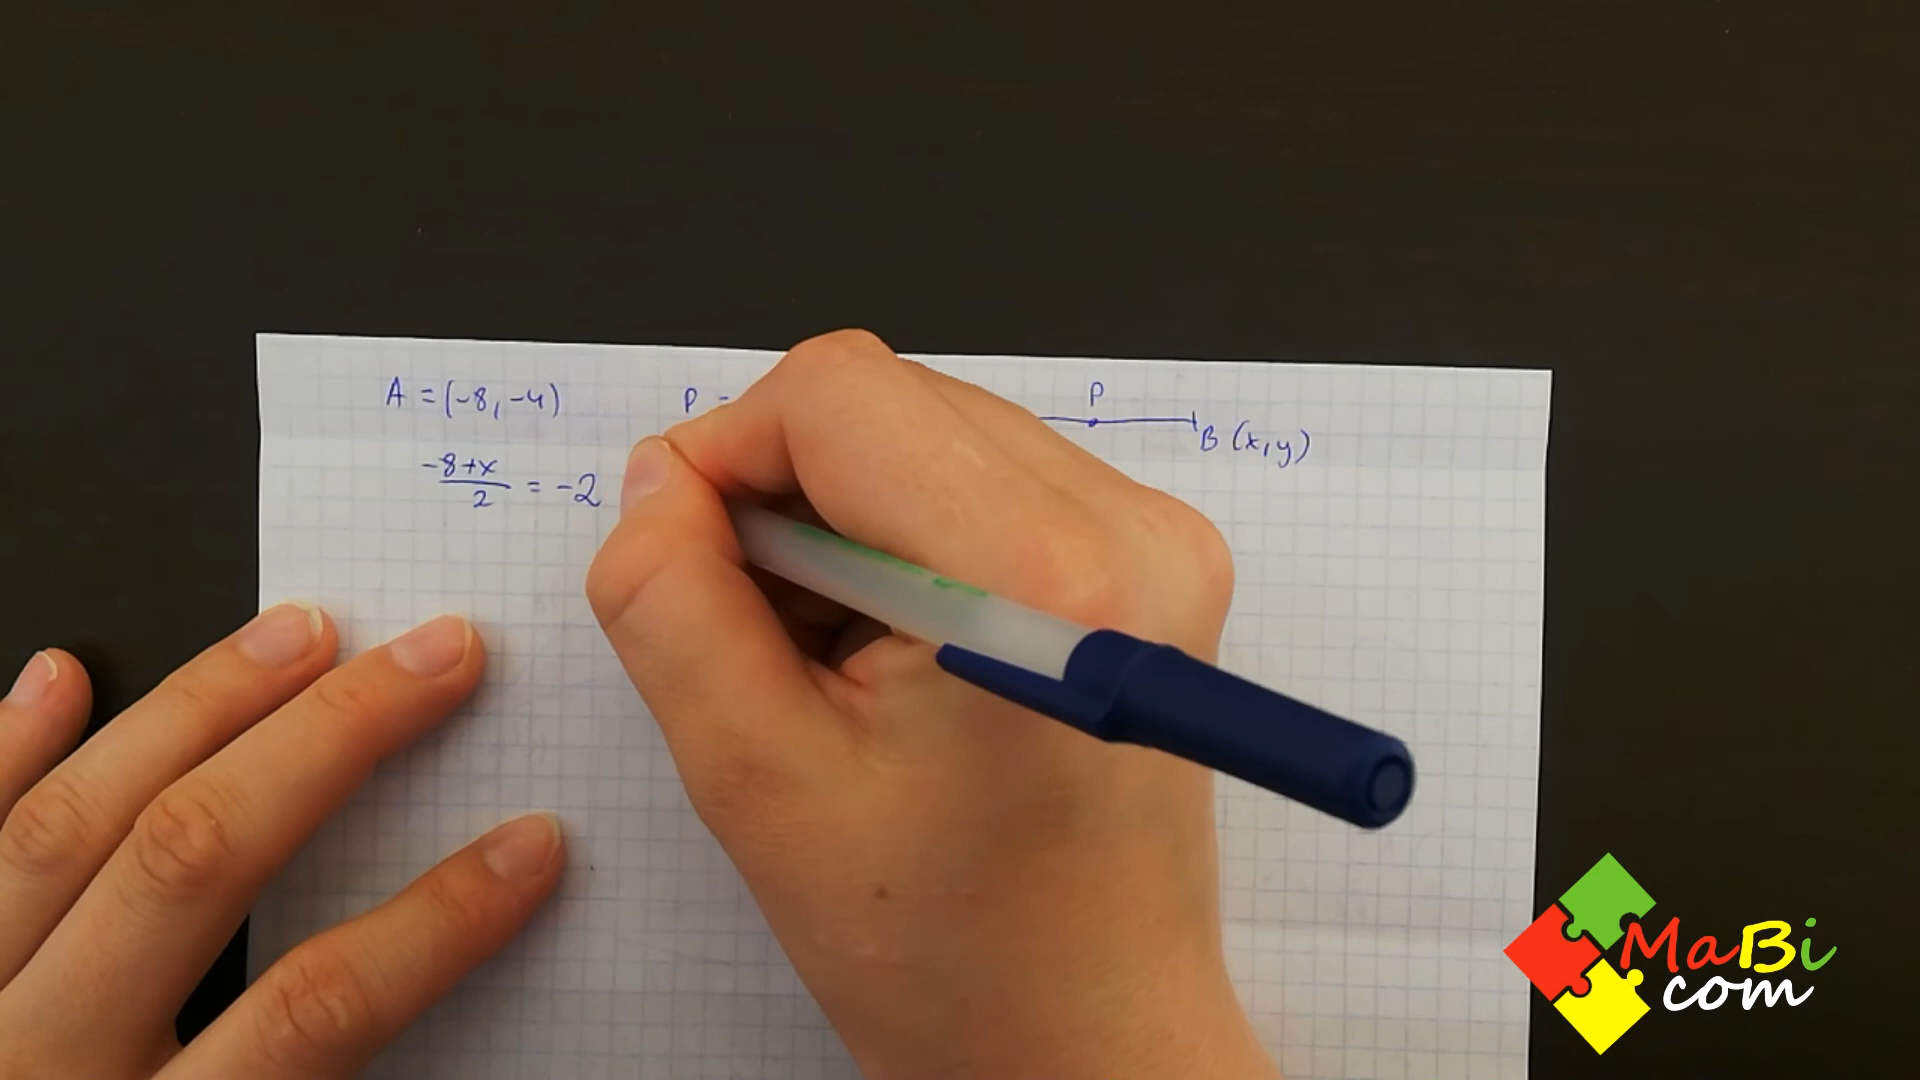 A = (-8, -4) P - P
B (x, y)
-8+x
2
= -2
MaBi
com